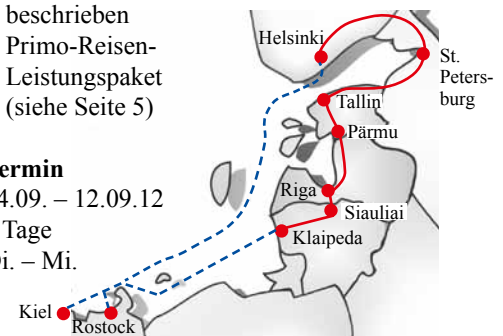 beschrieben
Primo-Reisen-
Leistungspaket
(siehe Seite 5)
ermin
4.09. – 12.09.12
Tage
i. – Mi.
Helsinki
St.
Peters-
burg
Tallin
Pärmu
Riga
Siauliai
Klaipeda
Kiel
Rostock